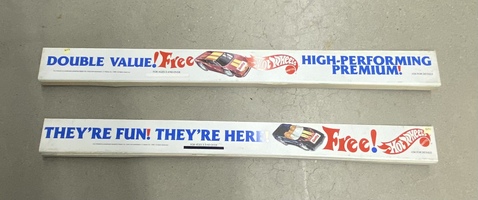 DOUBLE VALUE! Free Hot Wheels HIGH-PERFORMING
PREMIUM!
THEY'RE FUN! THEY'RE HERE Free! Hot Wheels